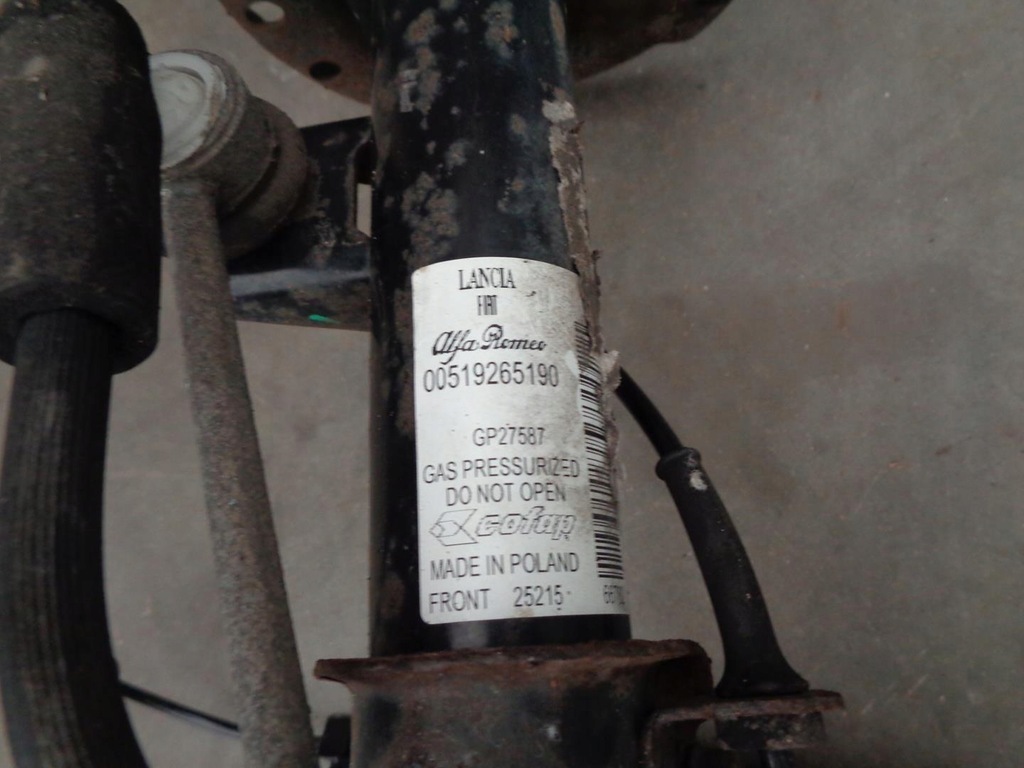 LANCIA
FIAT
Alfa Romeo
00519265190
GP27587
GAS PRESSURIZED
DO NOT OPEN
cofap
MADE IN POLAND
FRONT 25215